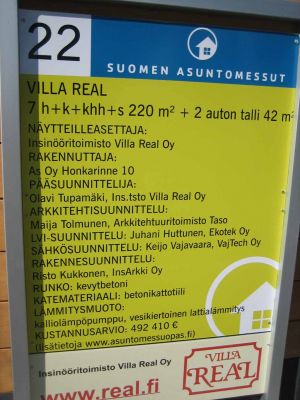 22
SUOMEN ASUNTOMESSUT
VILLA REAL
7 h+k+khh+s 220 m² + 2 auton talli 42 m²
NÄYTTEILLEASETTAJA:
Insinööritoimisto Villa Real Oy
RAKENNUTTAJA:
As Oy Honkarinne 10
PÄÄSUUNNITTELIJA:
Olavi Tupamäki, Ins.tsto Villa Real Oy
ARKKITEHTISUUNNITTELU:
Maija Tolmunen, Arkkitehtuuritoimisto Taso
LVI-SUUNNITTELU: Juhani Huttunen, Ekotek Oy
SÄHKÖSUUNNITTELU: Keijo Vajavaara, VajTech Oy
RAKENNESUUNNITTELU:
Risto Kukkonen, InsArkki Oy
RUNKO: kevytbetoni
KATEMATERIAALI: betonikattotiili
LÄMMITYSMUOTO:
kalliolämpöpumppu, vesikiertoinen lattialämmitys
KUSTANNUSARVIO: 492 410 €
(lisätietoja www.asuntomessuopas.fi)
Insinööritoimisto Villa Real Oy
www.real.fi
VILLA
REAL